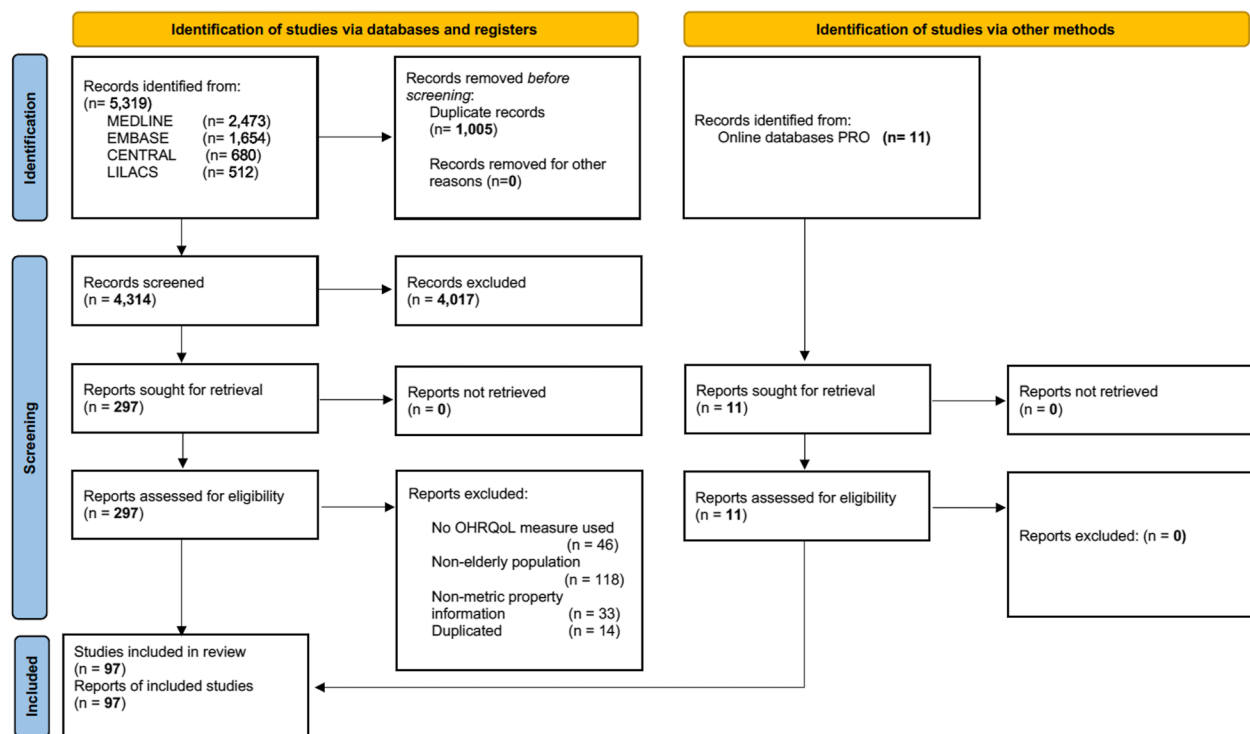 Identification of studies via databases and registers
Identification of studies via other methods
Identification
Records identified from:
(n= 5,319)
MEDLINE (n= 2,473)
EMBASE (n= 1,654)
CENTRAL (n= 680)
LILACS (n= 512)
Records removed before
screening:
Duplicate records
(n= 1,005)
Records removed for other
reasons (n=0)
Records identified from:
Online databases PRO (n= 11)
Screening
Records screened
(n = 4,314)
Records excluded
(n = 4,017)
Reports sought for retrieval
(n = 297)
Reports not retrieved
(n = 0)
Reports sought for retrieval
(n = 11)
Reports not retrieved
(n = 0)
Reports assessed for eligibility
(n = 297)
Reports excluded:
No OHRQoL measure used
(n = 46)
Non-elderly population
(n = 118)
Non-metric property
information (n = 33)
Duplicated (n = 14)
Reports assessed for eligibility
(n = 11)
Reports excluded: (n = 0)
Included
Studies included in review
(n = 97)
Reports of included studies
(n = 97)